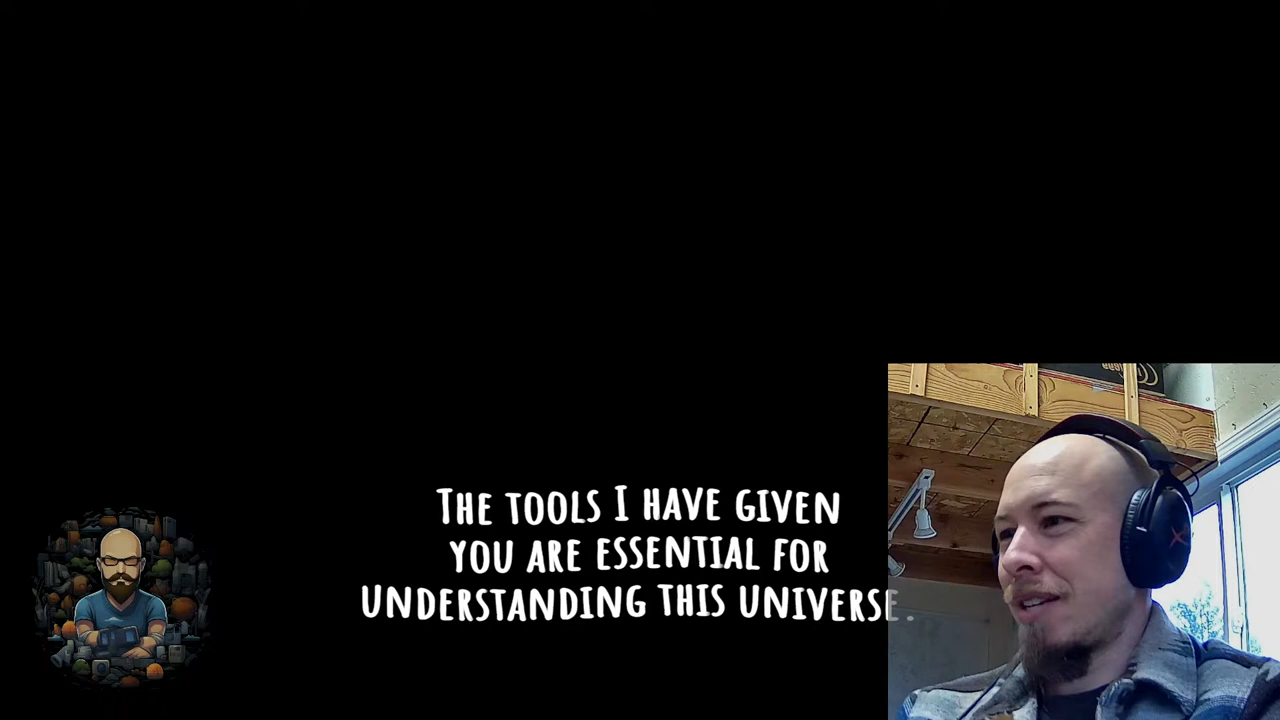 The tools I have given
you are essential for
understanding this universe.